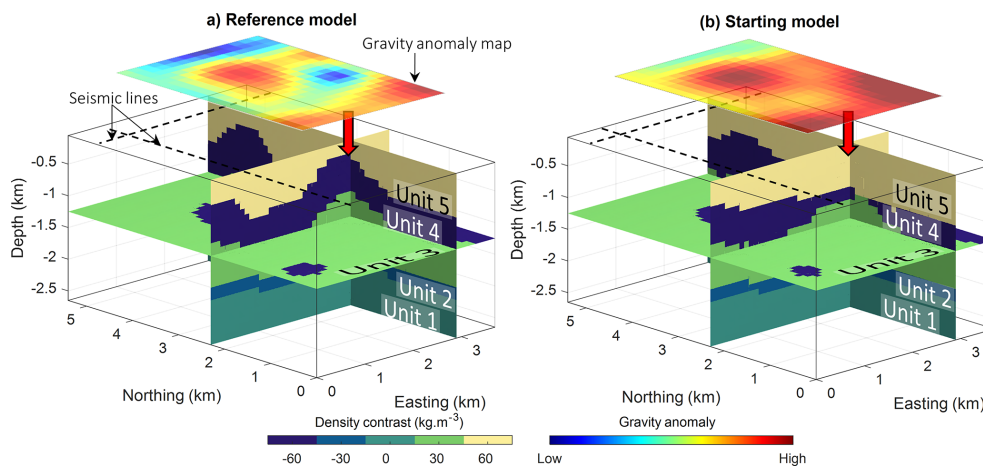 a) Reference model
(b) Starting model
Gravity anomaly map
Seismic lines
-0.5
-1
-1.5
-2
-2.5
Depth (km)
Unit 5
Unit 4
Unit 3
Unit 2
Unit 1
5
4
3
2
1
0
0
1
2
3
Northing (km)
Easting (km)
-0.5
-1
-1.5
-2
-2.5
Depth (km)
Unit 5
Unit 4
Unit 3
Unit 2
Unit 1
5
4
3
2
1
0
0
1
2
3
Northing (km)
Easting (km)
Density contrast (kg.m⁻³)
-60 -30 0 30 60
Gravity anomaly
Low High